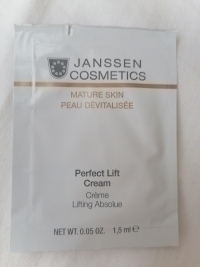 JANSSEN
COSMETICS
MATURE SKIN
PEAU DÉVITALISÉE
Perfect Lift
Cream
Crème
Lifting Absolue
NET WT. 0.05 OZ. 1,5 ml ℮